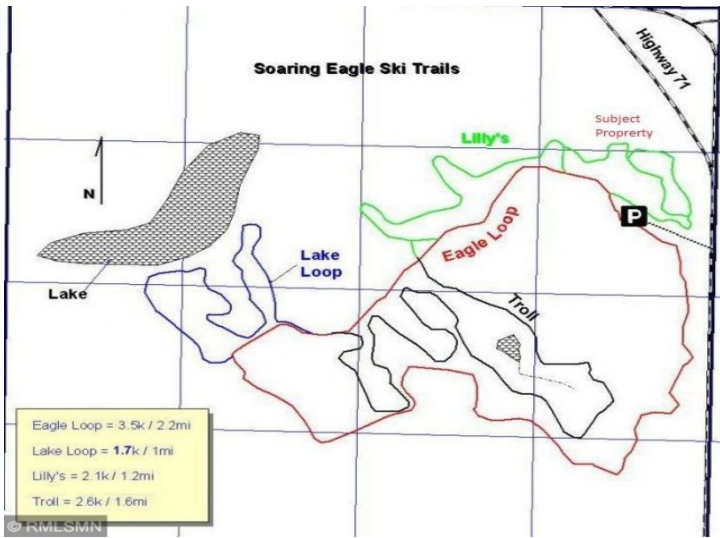 Soaring Eagle Ski Trails
Highway 71
Subject
Proprerty
Lilly's
N
P
Eagle Loop
Lake
Loop
Lake
Troll
Eagle Loop = 3.5k / 2.2mi
Lake Loop = 1.7k / 1mi
Lilly's = 2.1k / 1.2mi
Troll = 2.6k / 1.6mi
© RMLSMN